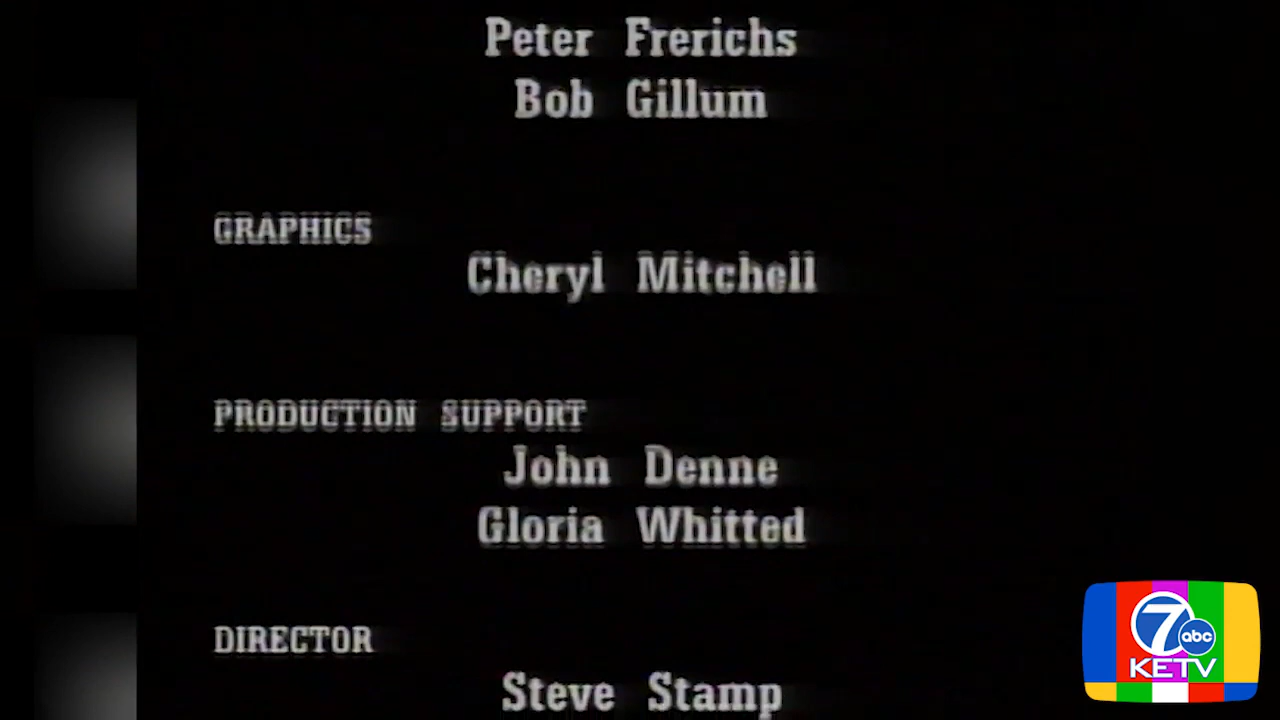 Peter Frerichs
Bob Gillum
GRAPHICS
Cheryl Mitchell
PRODUCTION SUPPORT
John Denne
Gloria Whitted
DIRECTOR
Steve Stamp
7
abc
KETV